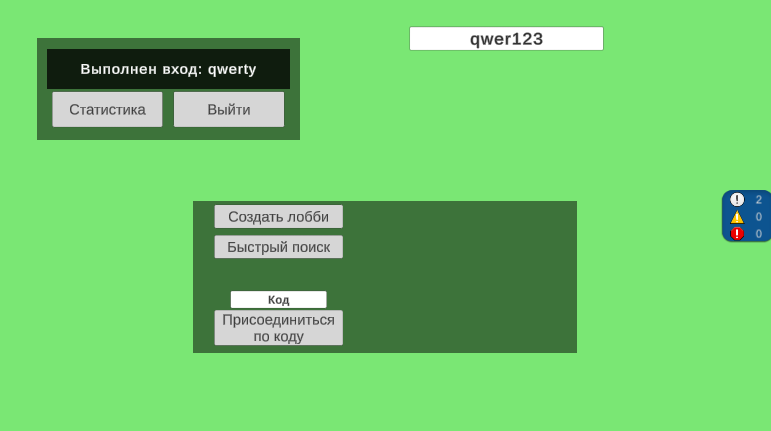 qwer123
Выполнен вход: qwerty
Статистика
Выйти
2
0
0
Создать лобби
Быстрый поиск
Код
Присоединиться
по коду